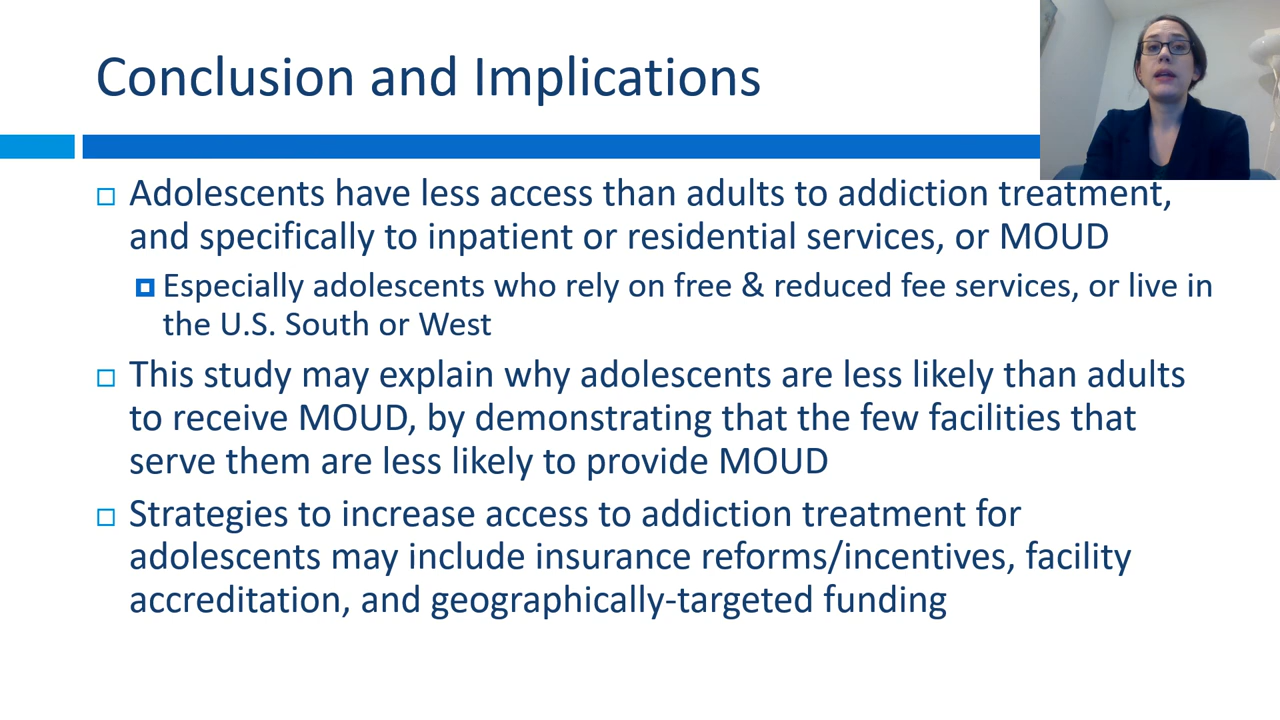 Conclusion and Implications
Adolescents have less access than adults to addiction treatment,
and specifically to inpatient or residential services, or MOUD
Especially adolescents who rely on free & reduced fee services, or live in
the U.S. South or West
This study may explain why adolescents are less likely than adults
to receive MOUD, by demonstrating that the few facilities that
serve them are less likely to provide MOUD
Strategies to increase access to addiction treatment for
adolescents may include insurance reforms/incentives, facility
accreditation, and geographically-targeted funding